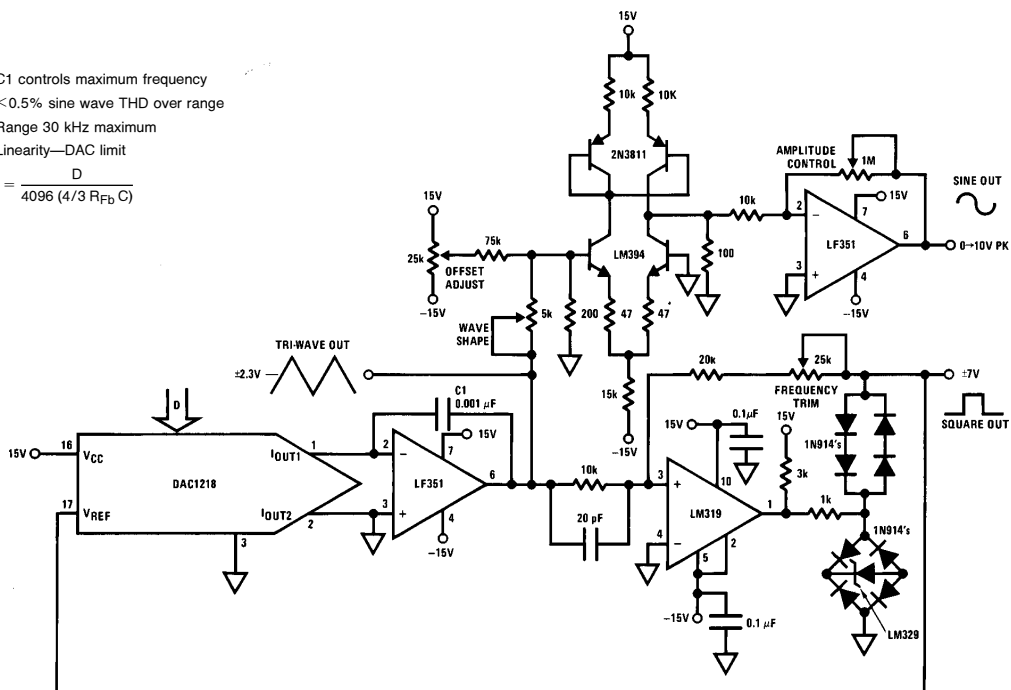 C1 controls maximum frequency
<0.5% sine wave THD over range
Range 30 kHz maximum
Linearity—DAC limit
= D
4096 (4/3 RFb C)
15V
10k
10K
2N3811
AMPLITUDE
CONTROL
1M
SINE OUT
15V
25k
-15V
OFFSET
ADJUST
75k
LM394
10k
100
2
−
7
15V
LF351
6
3
+
4
-15V
0→10V PK
WAVE
SHAPE
5k
200
47
47
15k
-15V
20k
25k
FREQUENCY
TRIM
±7V
SQUARE OUT
TRI-WAVE OUT
±2.3V
D
C1
0.001 μF
15V
16
VCC
17
VREF
DAC1218
IOUT1
1
IOUT2
2
3
2
−
7
15V
LF351
6
3
+
4
-15V
10k
20 pF
15V
0.1μF
10
3
+
LM319
4
−
5
2
1
-15V
0.1 μF
15V
3k
1k
1N914's
1N914's
LM329